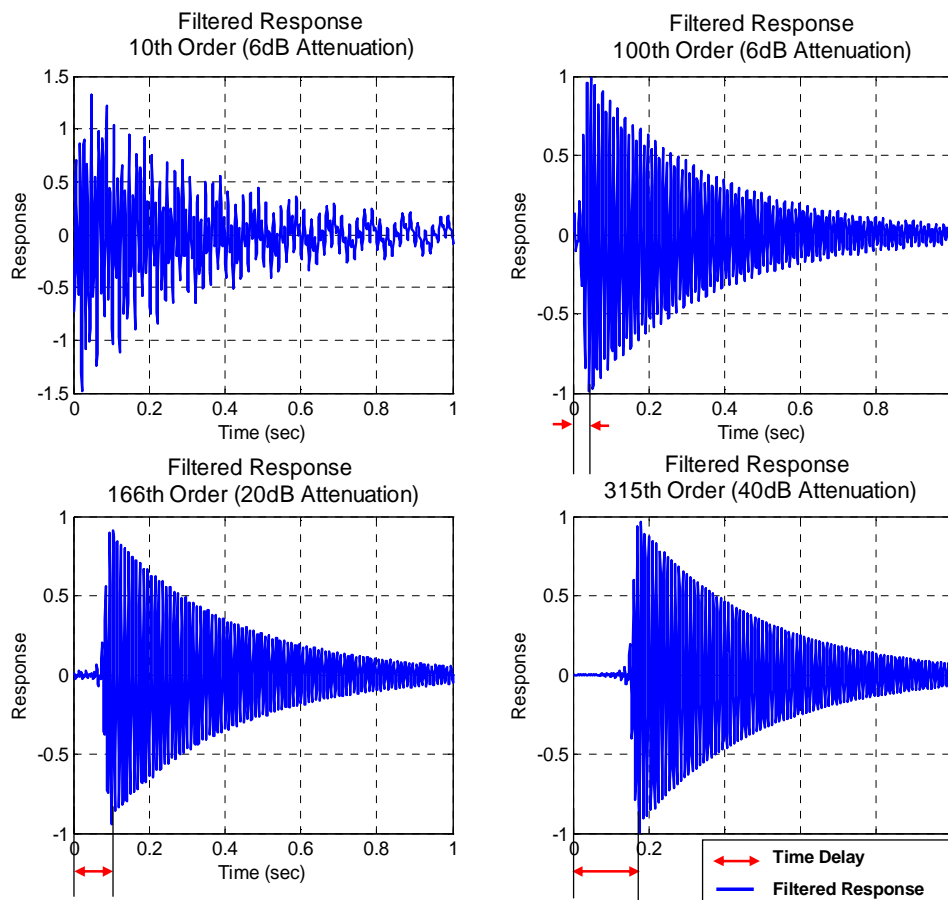 Filtered Response
10th Order (6dB Attenuation)
1.5
1
0.5
0
-0.5
-1
-1.5
Response
0
0.2
0.4
0.6
0.8
1
Time (sec)
Filtered Response
100th Order (6dB Attenuation)
1
0.5
0
-0.5
-1
Response
0
0.2
0.4
0.6
0.8
Time (sec)
Filtered Response
166th Order (20dB Attenuation)
1
0.5
0
-0.5
-1
Response
0
0.2
0.4
0.6
0.8
1
Time (sec)
Filtered Response
315th Order (40dB Attenuation)
1
0.5
0
-0.5
-1
Response
0
Time Delay
Filtered Response